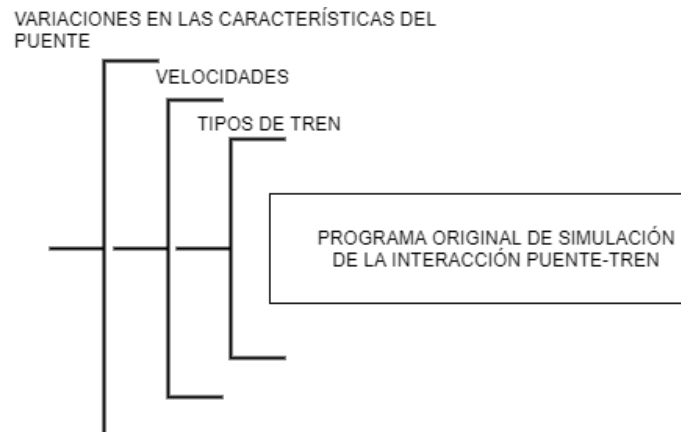 VARIACIONES EN LAS CARACTERÍSTICAS DEL
PUENTE
VELOCIDADES
TIPOS DE TREN
PROGRAMA ORIGINAL DE SIMULACIÓN
DE LA INTERACCIÓN PUENTE-TREN